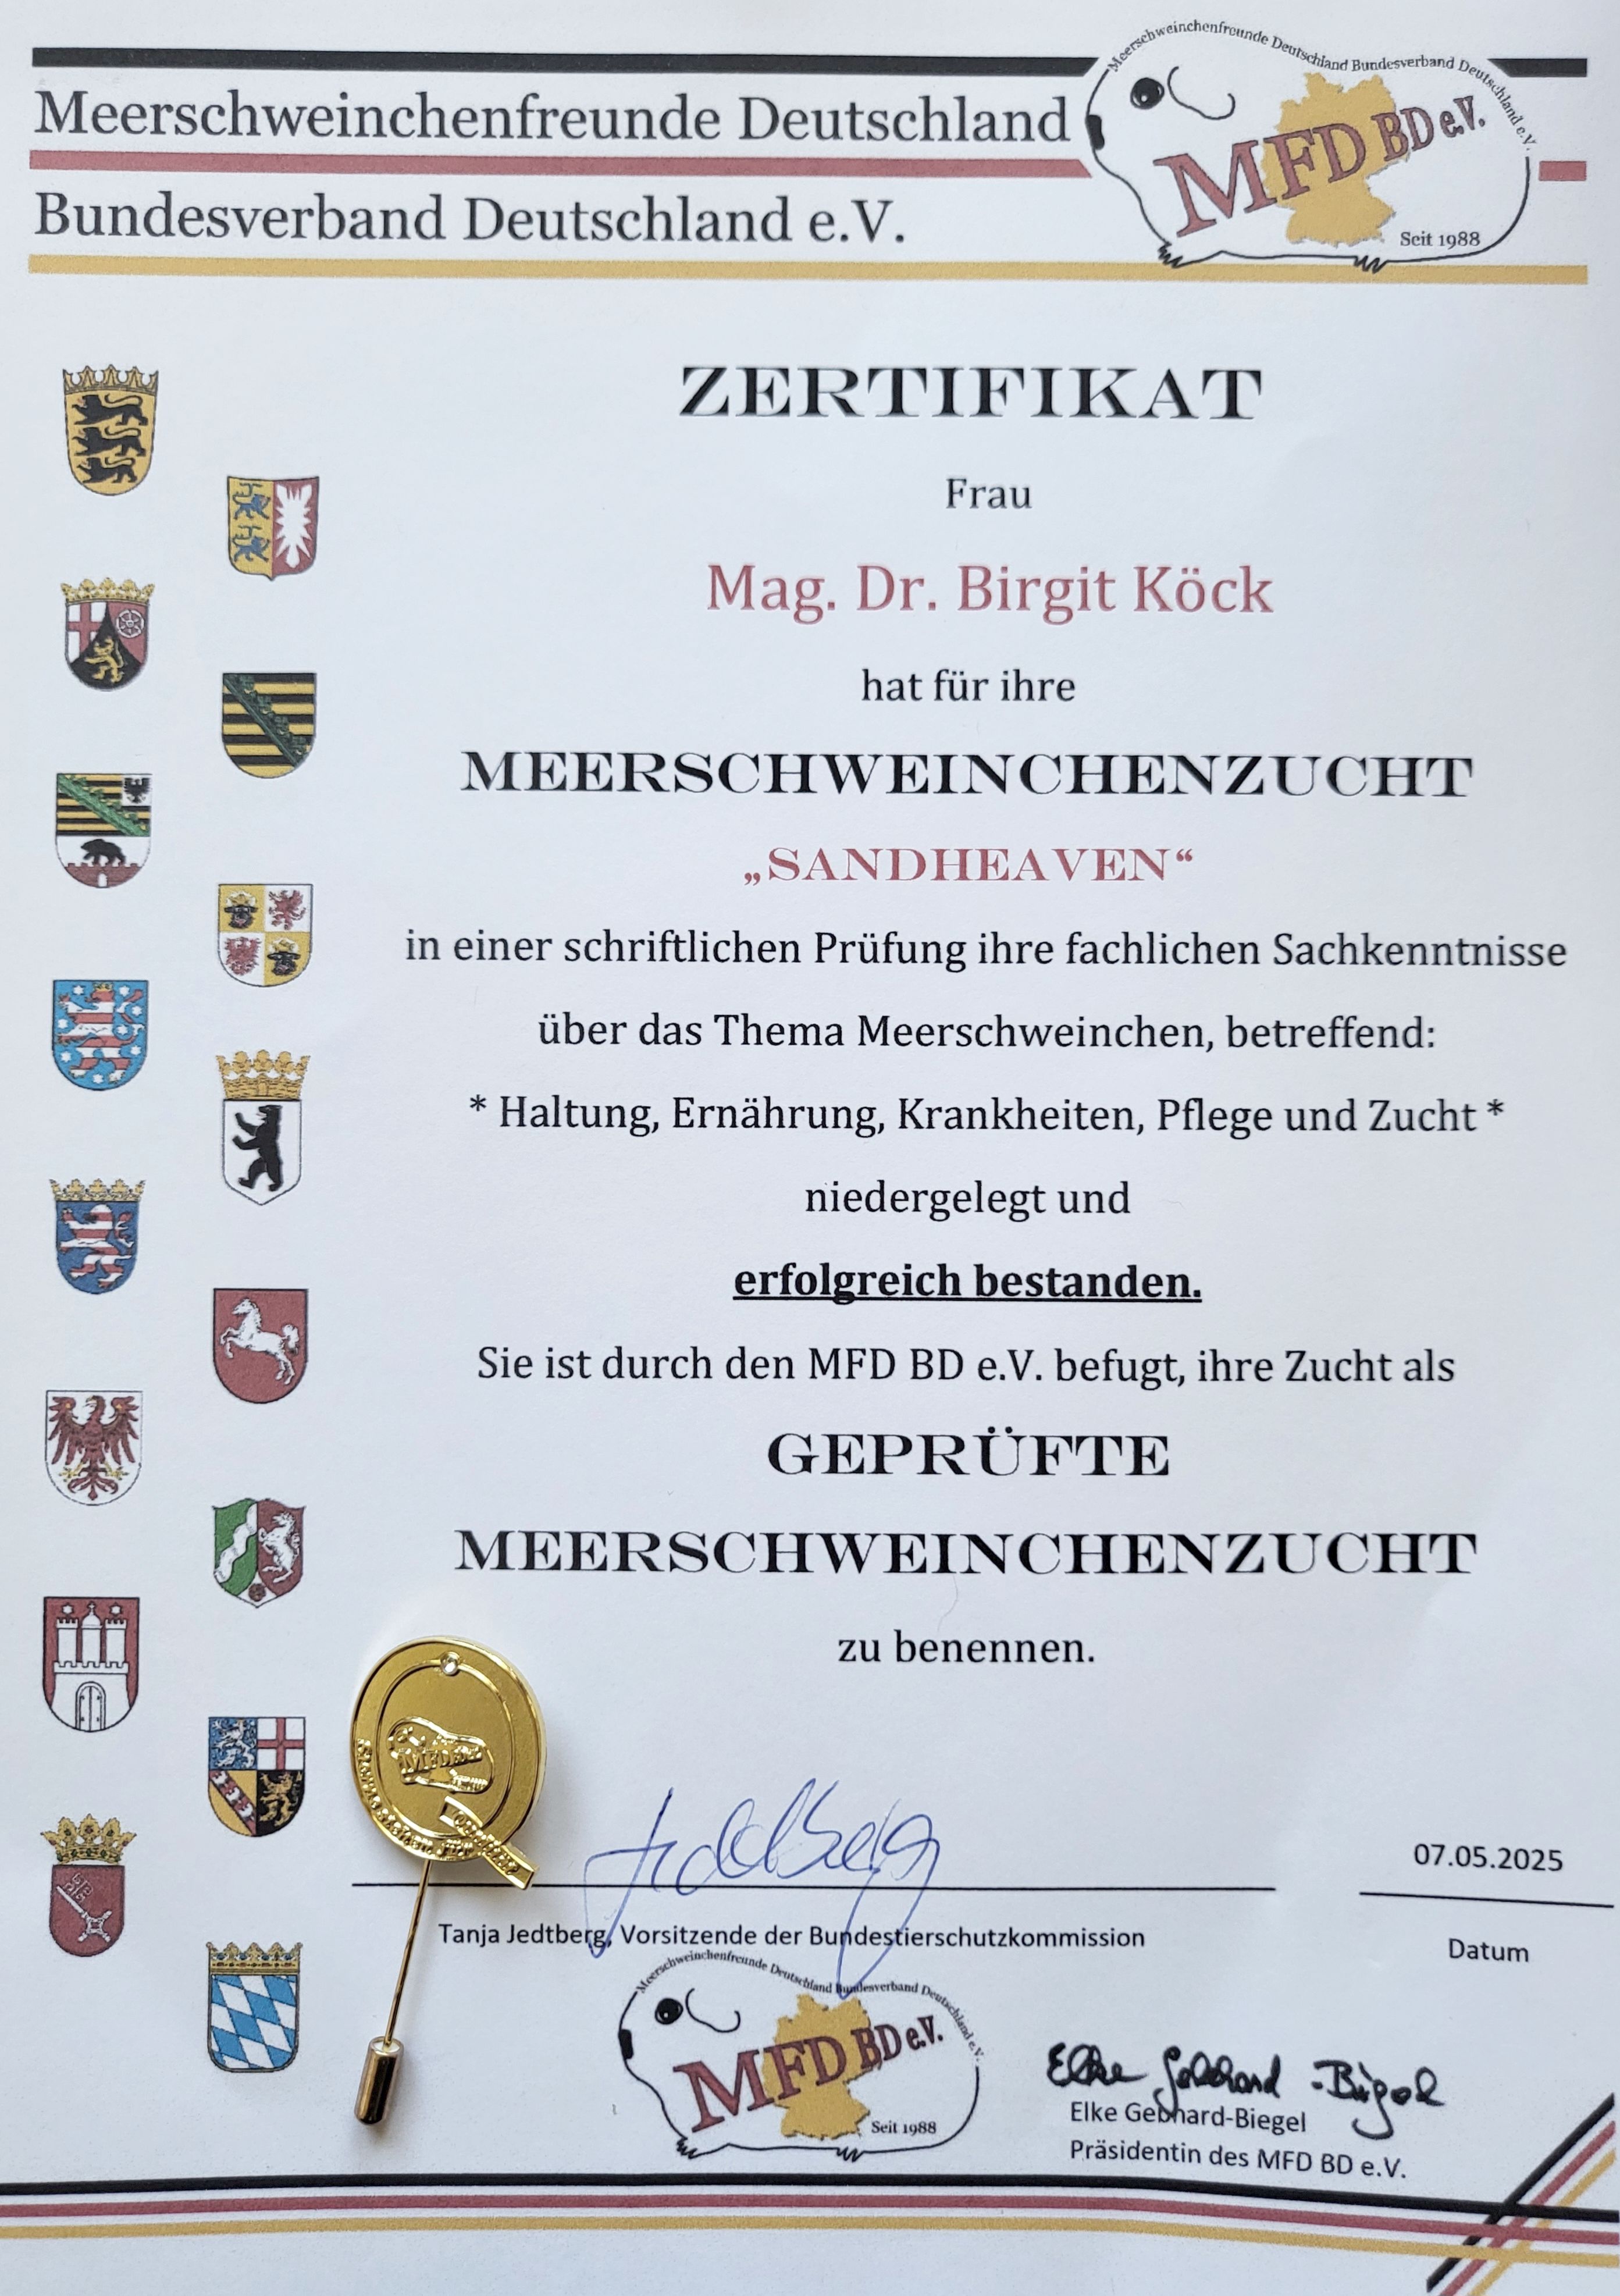 Meerschweinchenfreunde Deutschland Bundesverband Deutschland e.V.
Meerschweinchenfreunde Deutschland
Bundesverband Deutschland e.V.
MFD BD e.V.
Seit 1988
ZERTIFIKAT
Frau
Mag. Dr. Birgit Köck
hat für ihre
MEERSCHWEINCHENZUCHT
„SANDHEAVEN“
in einer schriftlichen Prüfung ihre fachlichen Sachkenntnisse
über das Thema Meerschweinchen, betreffend:
* Haltung, Ernährung, Krankheiten, Pflege und Zucht *
niedergelegt und
erfolgreich bestanden.
Sie ist durch den MFD BD e.V. befugt, ihre Zucht als
GEPRÜFTE
MEERSCHWEINCHENZUCHT
zu benennen.
07.05.2025
Tanja Jedtberg, Vorsitzende der Bundestierschutzkommission
Datum
Meerschweinchenfreunde Deutschland Bundesverband Deutschland e.V.
MFD BD e.V.
Seit 1988
Elke Gebhard-Biegel
Elke Gebhard-Biegel
Präsidentin des MFD BD e.V.